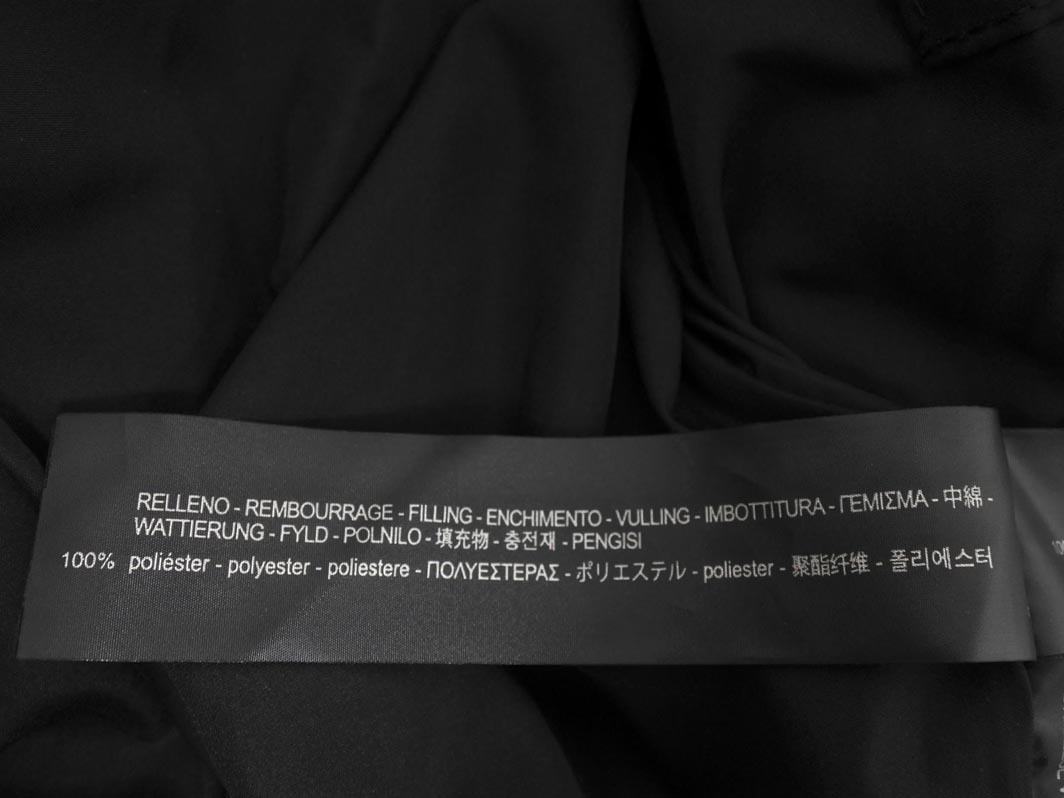 RELLENO - REMBOURRAGE - FILLING - ENCHIMENTO - VULLING - IMBOTTITURA - ΓΕΜΙΣΜΑ - 中綿 -
WATTIERUNG - FYLD - POLNILO - 填充物 - 충전재 - PENGISI
100% poliéster - polyester - poliestere - ΠΟΛΥΕΣΤΕΡΑΣ - ポリエステル - poliester - 聚酯纤维 - 폴리에스터